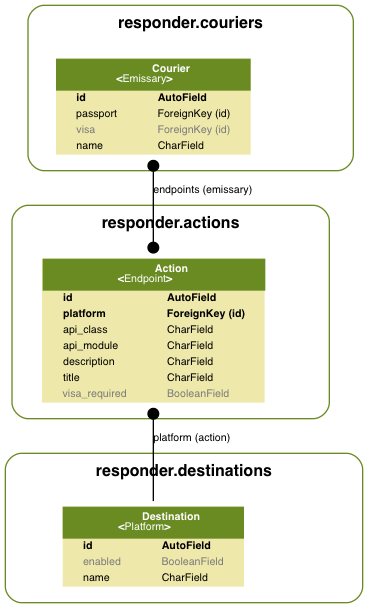 responder.couriers
Courier
<Emissary>
id AutoField
passport ForeignKey (id)
visa ForeignKey (id)
name CharField
endpoints (emissary)
responder.actions
Action
<Endpoint>
id AutoField
platform ForeignKey (id)
api_class CharField
api_module CharField
description CharField
title CharField
visa_required BooleanField
platform (action)
responder.destinations
Destination
<Platform>
id AutoField
enabled BooleanField
name CharField